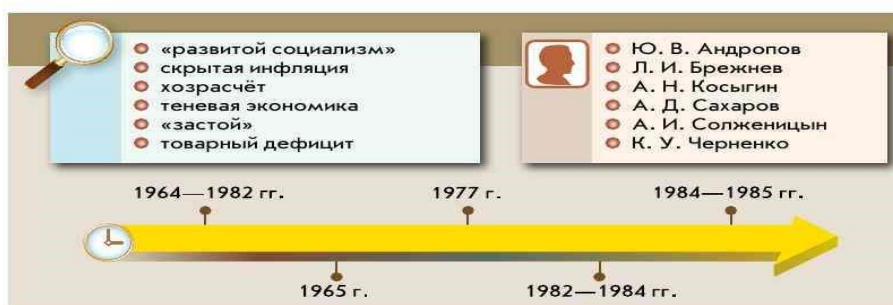 «развитой социализм»
скрытая инфляция
хозрасчёт
теневая экономика
«застой»
товарный дефицит
Ю. В. Андропов
Л. И. Брежнев
А. Н. Косыгин
А. Д. Сахаров
А. И. Солженицын
К. У. Черненко
1964—1982 гг.
1977 г.
1984—1985 гг.
1965 г.
1982—1984 гг.